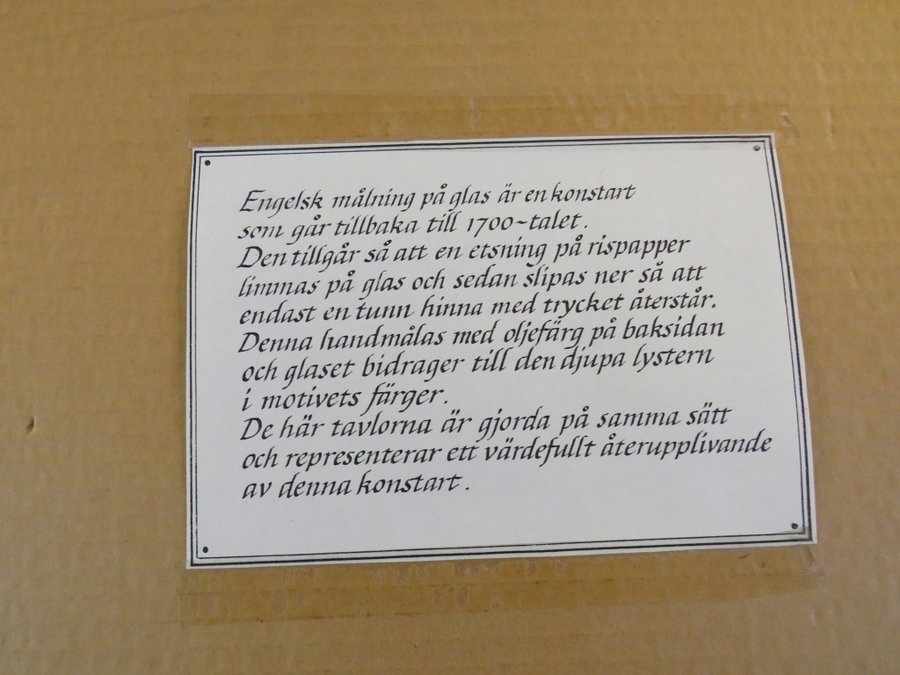 Engelsk målning på glas är en konstart
som går tillbaka till 1700-talet.
Den tillgår så att en etsning på rispapper
limmas på glas och sedan slipas ner så att
endast en tunn hinna med trycket återstår.
Denna handmålas med oljefärg på baksidan
och glaset bidrager till den djupa lystern
i motivets färger.
De här tavlorna är gjorda på samma sätt
och representerar ett värdefullt återupplivande
av denna konstart.